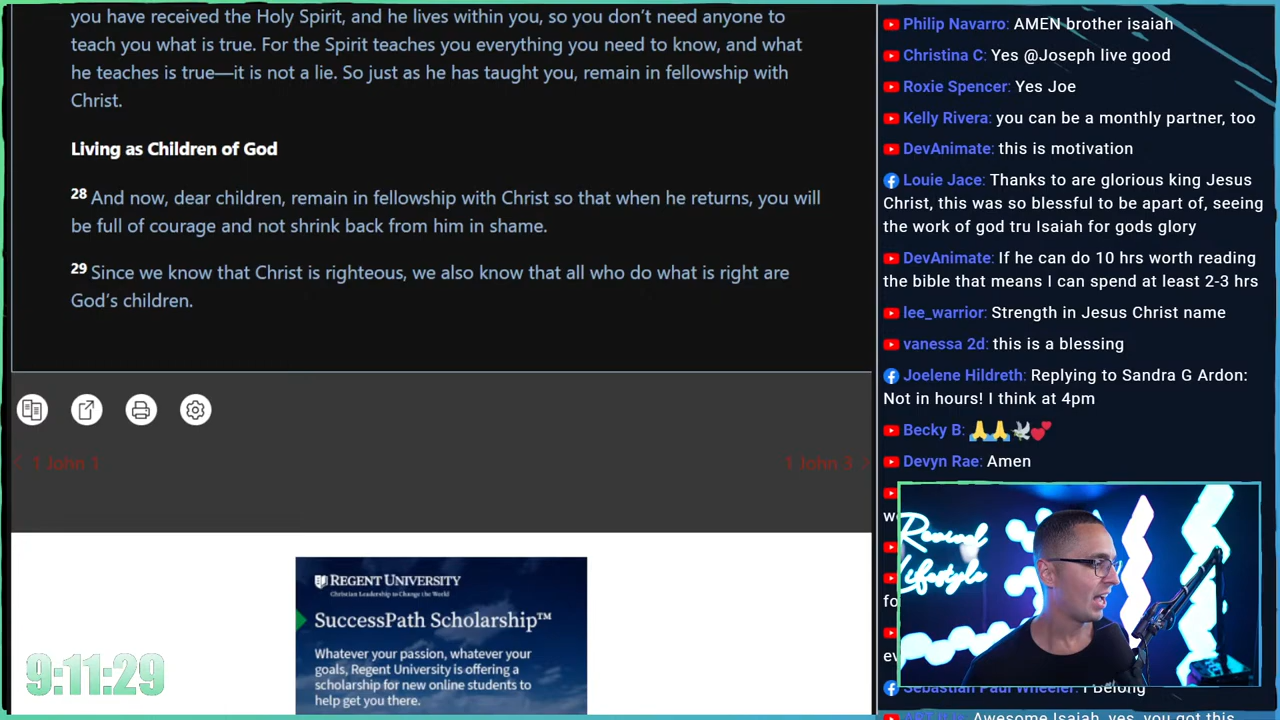 you have received the Holy Spirit, and he lives within you, so you don't need anyone to
teach you what is true. For the Spirit teaches you everything you need to know, and what
he teaches is true—it is not a lie. So just as he has taught you, remain in fellowship with
Christ.
Living as Children of God
28 And now, dear children, remain in fellowship with Christ so that when he returns, you will
be full of courage and not shrink back from him in shame.
29 Since we know that Christ is righteous, we also know that all who do what is right are
God's children.
< 1 John 1
1 John 3 >
REGENT UNIVERSITY
Christian Leadership to Change the World
SuccessPath Scholarship™
Whatever your passion, whatever your
goals, Regent University is offering a
scholarship for new online students to
help get you there.
9:11:29
Philip Navarro: AMEN brother isaiah
Christina C: Yes @Joseph live good
Roxie Spencer: Yes Joe
Kelly Rivera: you can be a monthly partner, too
DevAnimate: this is motivation
Louie Jace: Thanks to are glorious king Jesus
Christ, this was so blessful to be apart of, seeing
the work of god tru Isaiah for gods glory
DevAnimate: If he can do 10 hrs worth reading
the bible that means I can spend at least 2-3 hrs
lee_warrior: Strength in Jesus Christ name
vanessa 2d: this is a blessing
Joelene Hildreth: Replying to Sandra G Ardon:
Not in hours! I think at 4pm
Becky B: 🙏🙏🕊️💕
Devyn Rae: Amen
Revival
Lifestyle
Sebastian Paul Wheeler: I Belong
Awesome Isaiah, yes, you got this